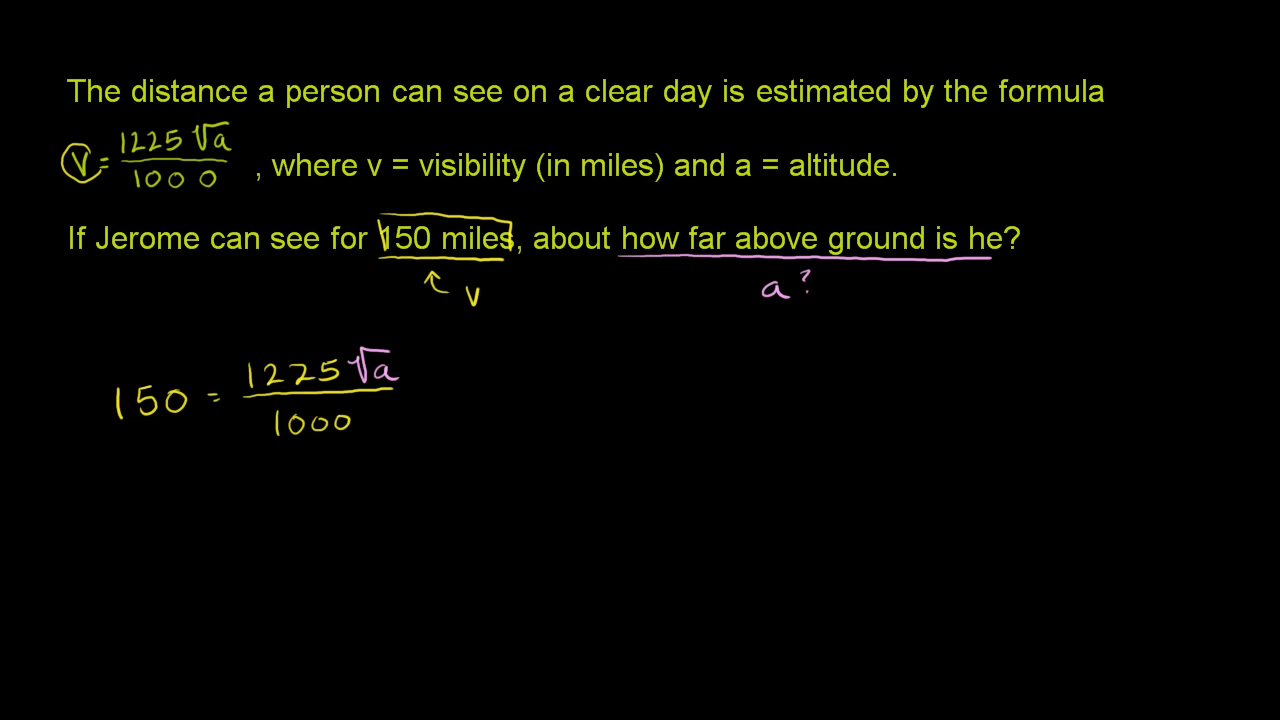 The distance a person can see on a clear day is estimated by the formula
v = 1225 √a / 1000 , where v = visibility (in miles) and a = altitude.
If Jerome can see for 150 miles, about how far above ground is he?
v a?
150 = 1225 √a / 1000